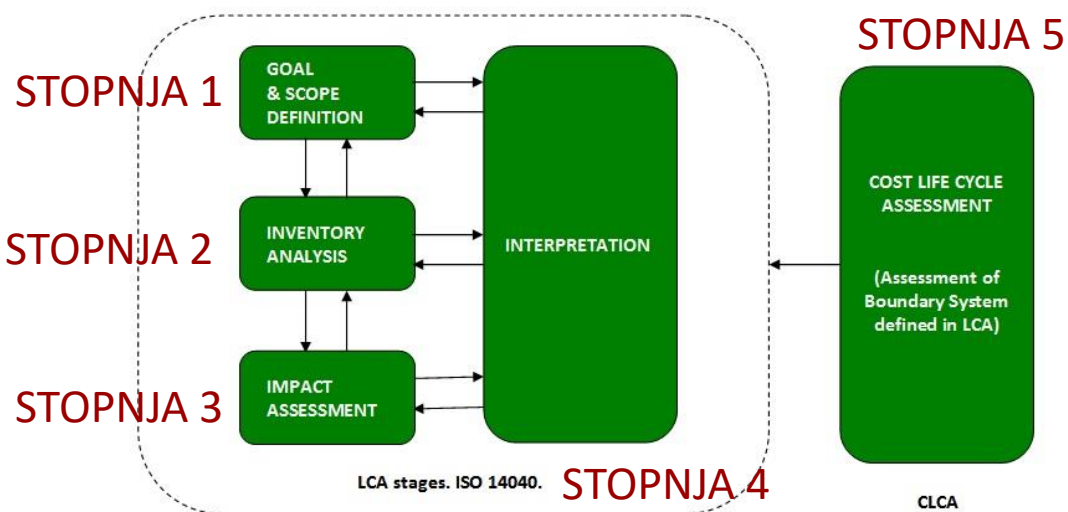 STOPNJA 1
GOAL
& SCOPE
DEFINITION
STOPNJA 2
INVENTORY
ANALYSIS
STOPNJA 3
IMPACT
ASSESSMENT
INTERPRETATION
LCA stages. ISO 14040.
STOPNJA 4
STOPNJA 5
COST LIFE CYCLE
ASSESSMENT
(Assessment of
Boundary System
defined in LCA)
CLCA